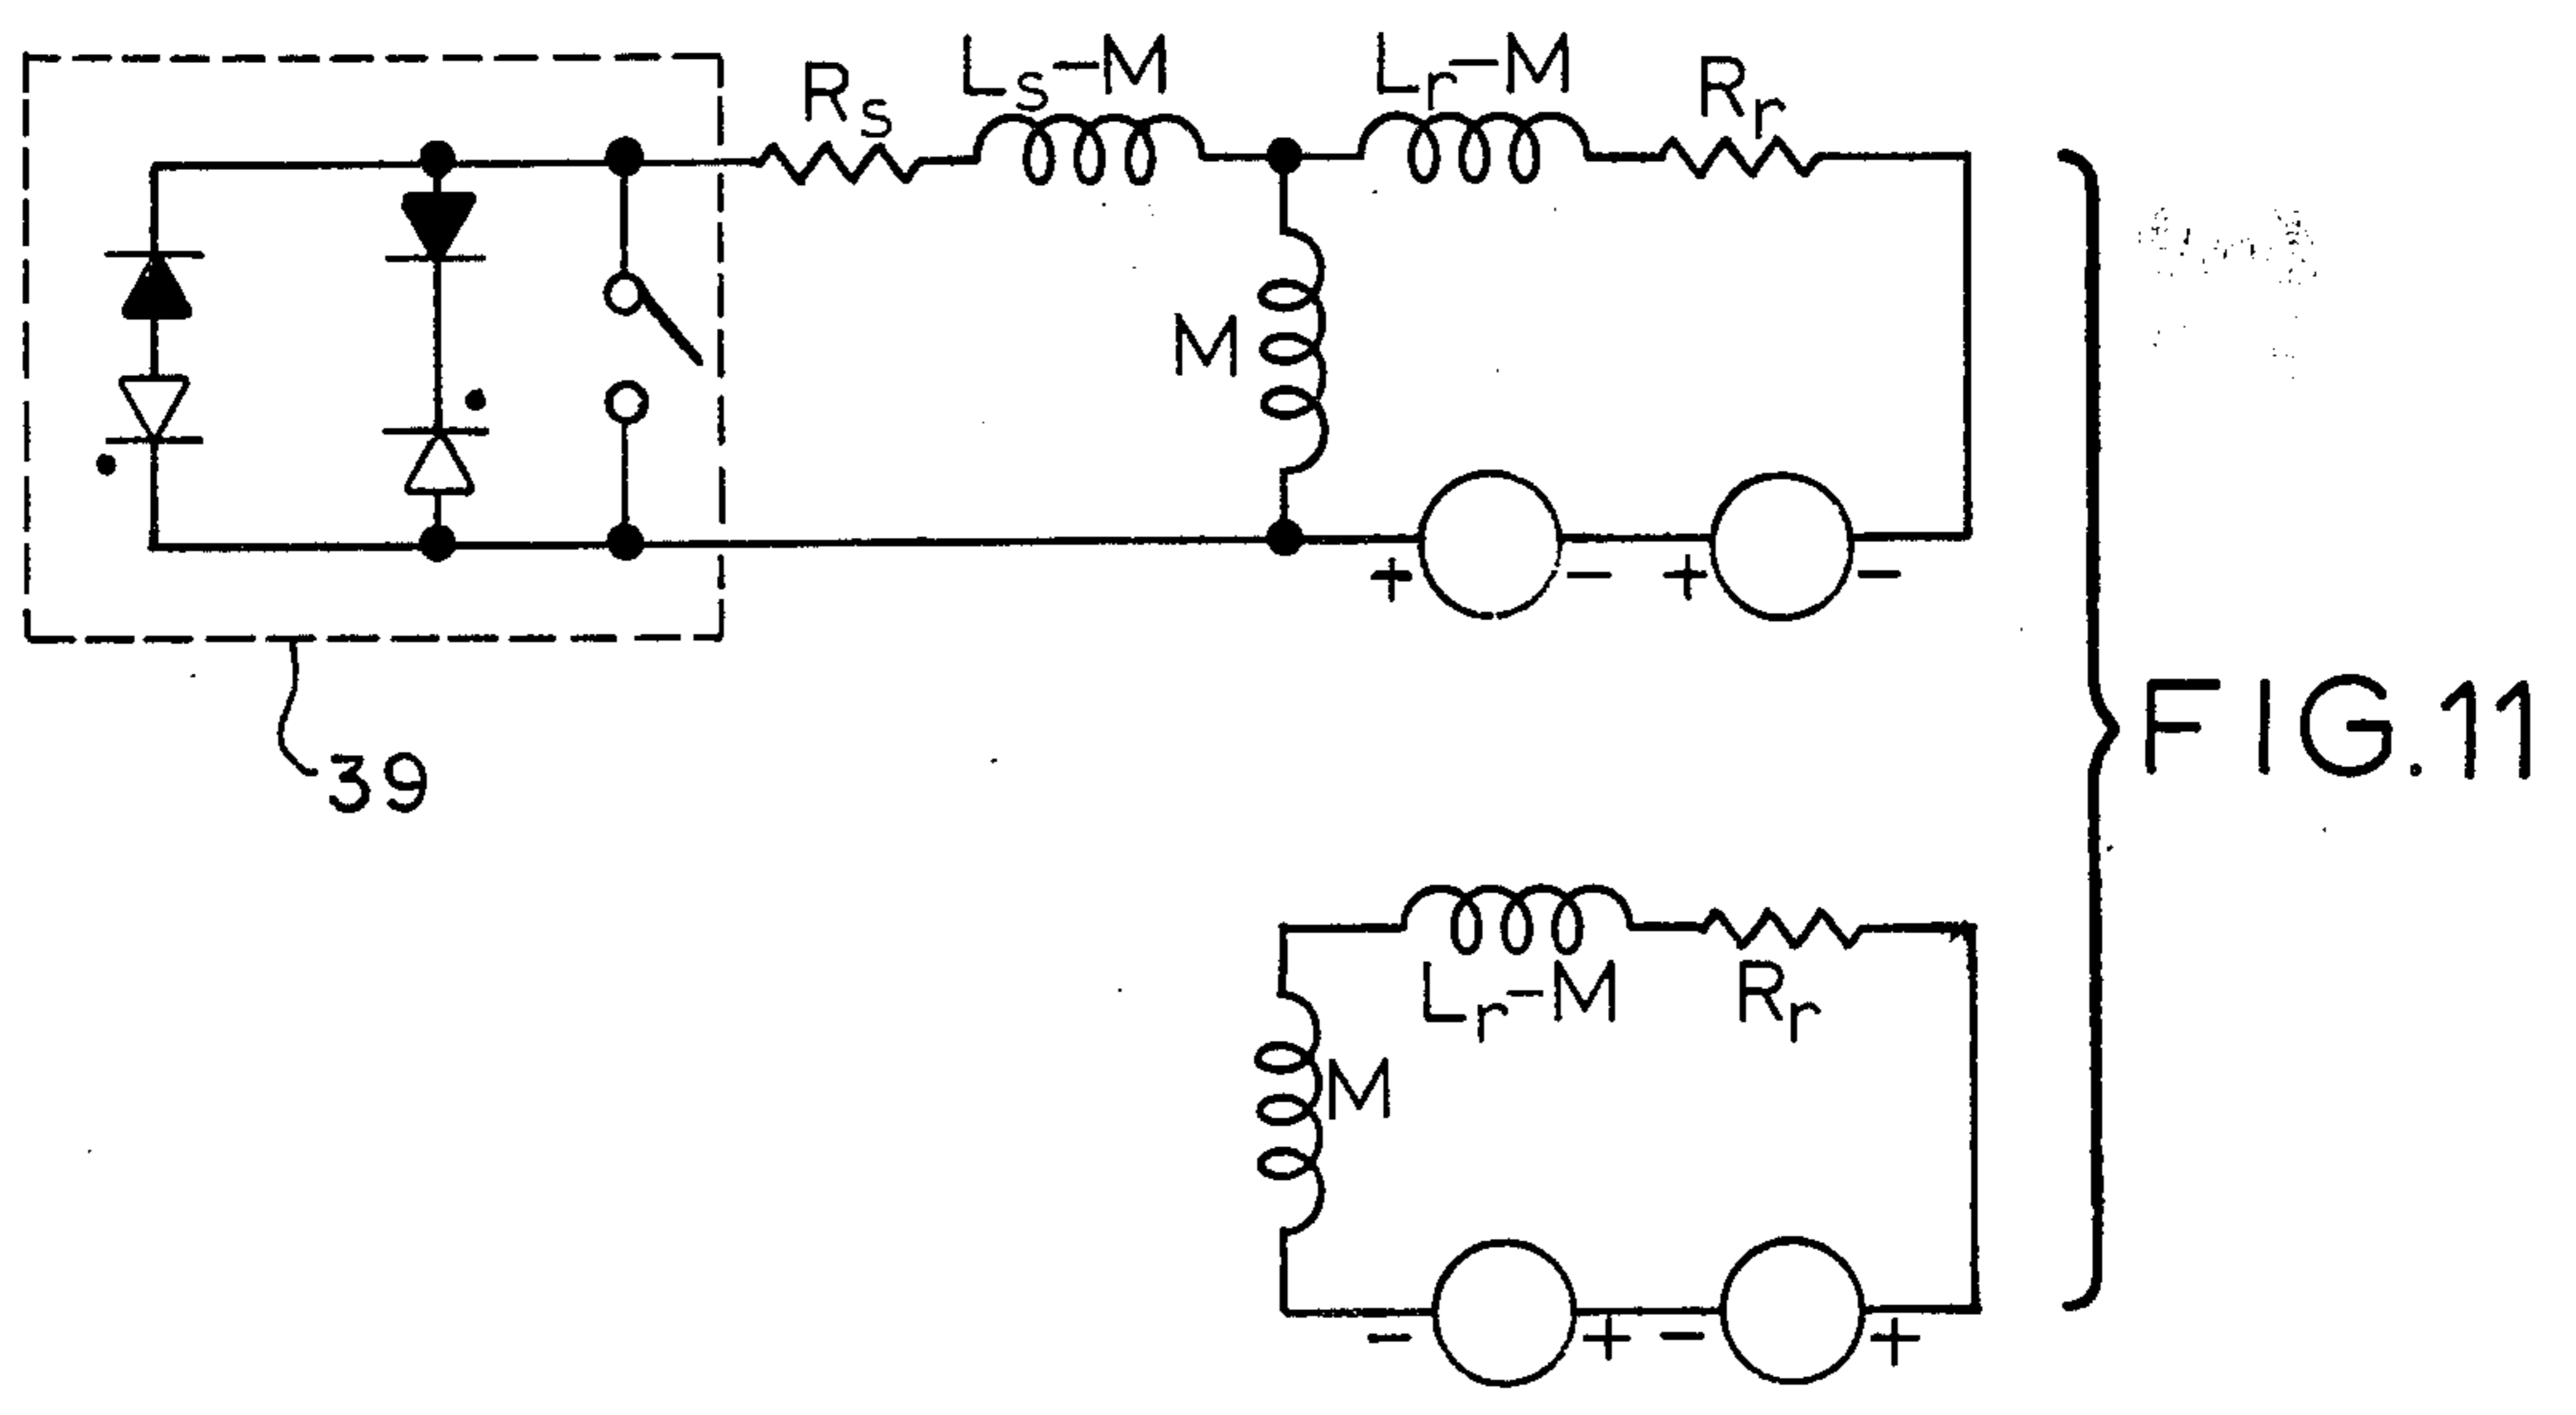 Rs
Ls-M
Lr-M
Rr
M
+ - + -
39
FIG.11
Lr-M
Rr
M
- + - +